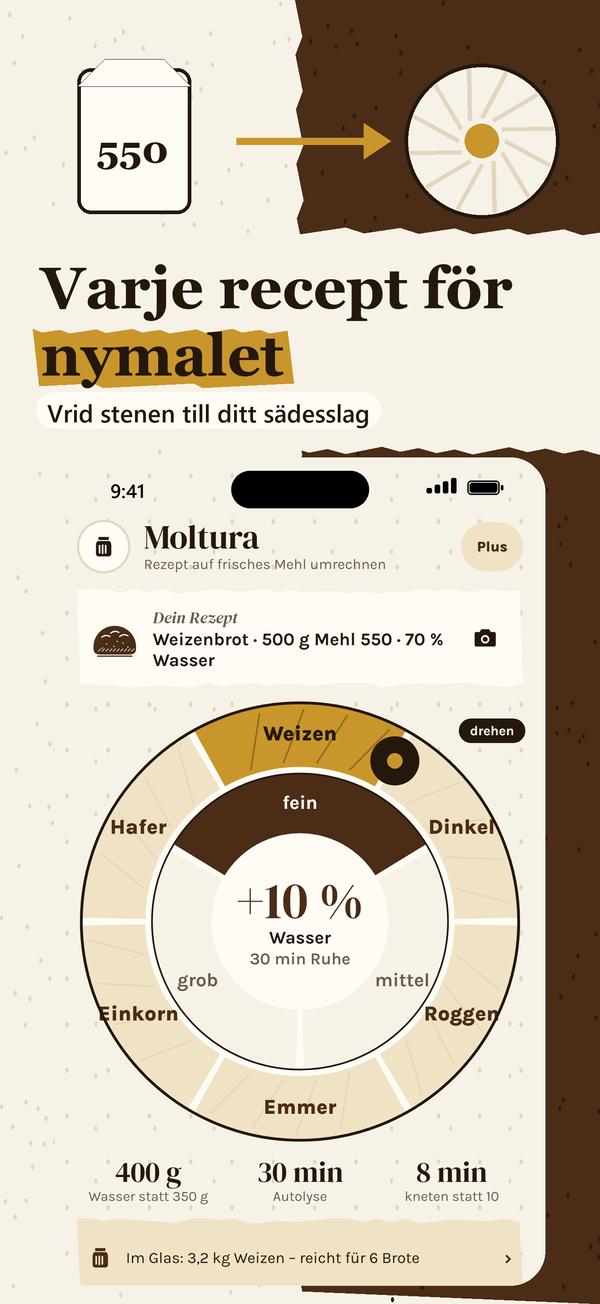 550
Varje recept för
nymalet
Vrid stenen till ditt sädesslag
9:41
Moltura
Rezept auf frisches Mehl umrechnen
Plus
Dein Rezept
Weizenbrot · 500 g Mehl 550 · 70 %
Wasser
drehen
Weizen
Hafer
Dinkel
fein
+10 %
Wasser
30 min Ruhe
grob
mittel
Einkorn
Roggen
Emmer
400 g
Wasser statt 350 g
30 min
Autolyse
8 min
kneten statt 10
Im Glas: 3,2 kg Weizen – reicht für 6 Brote